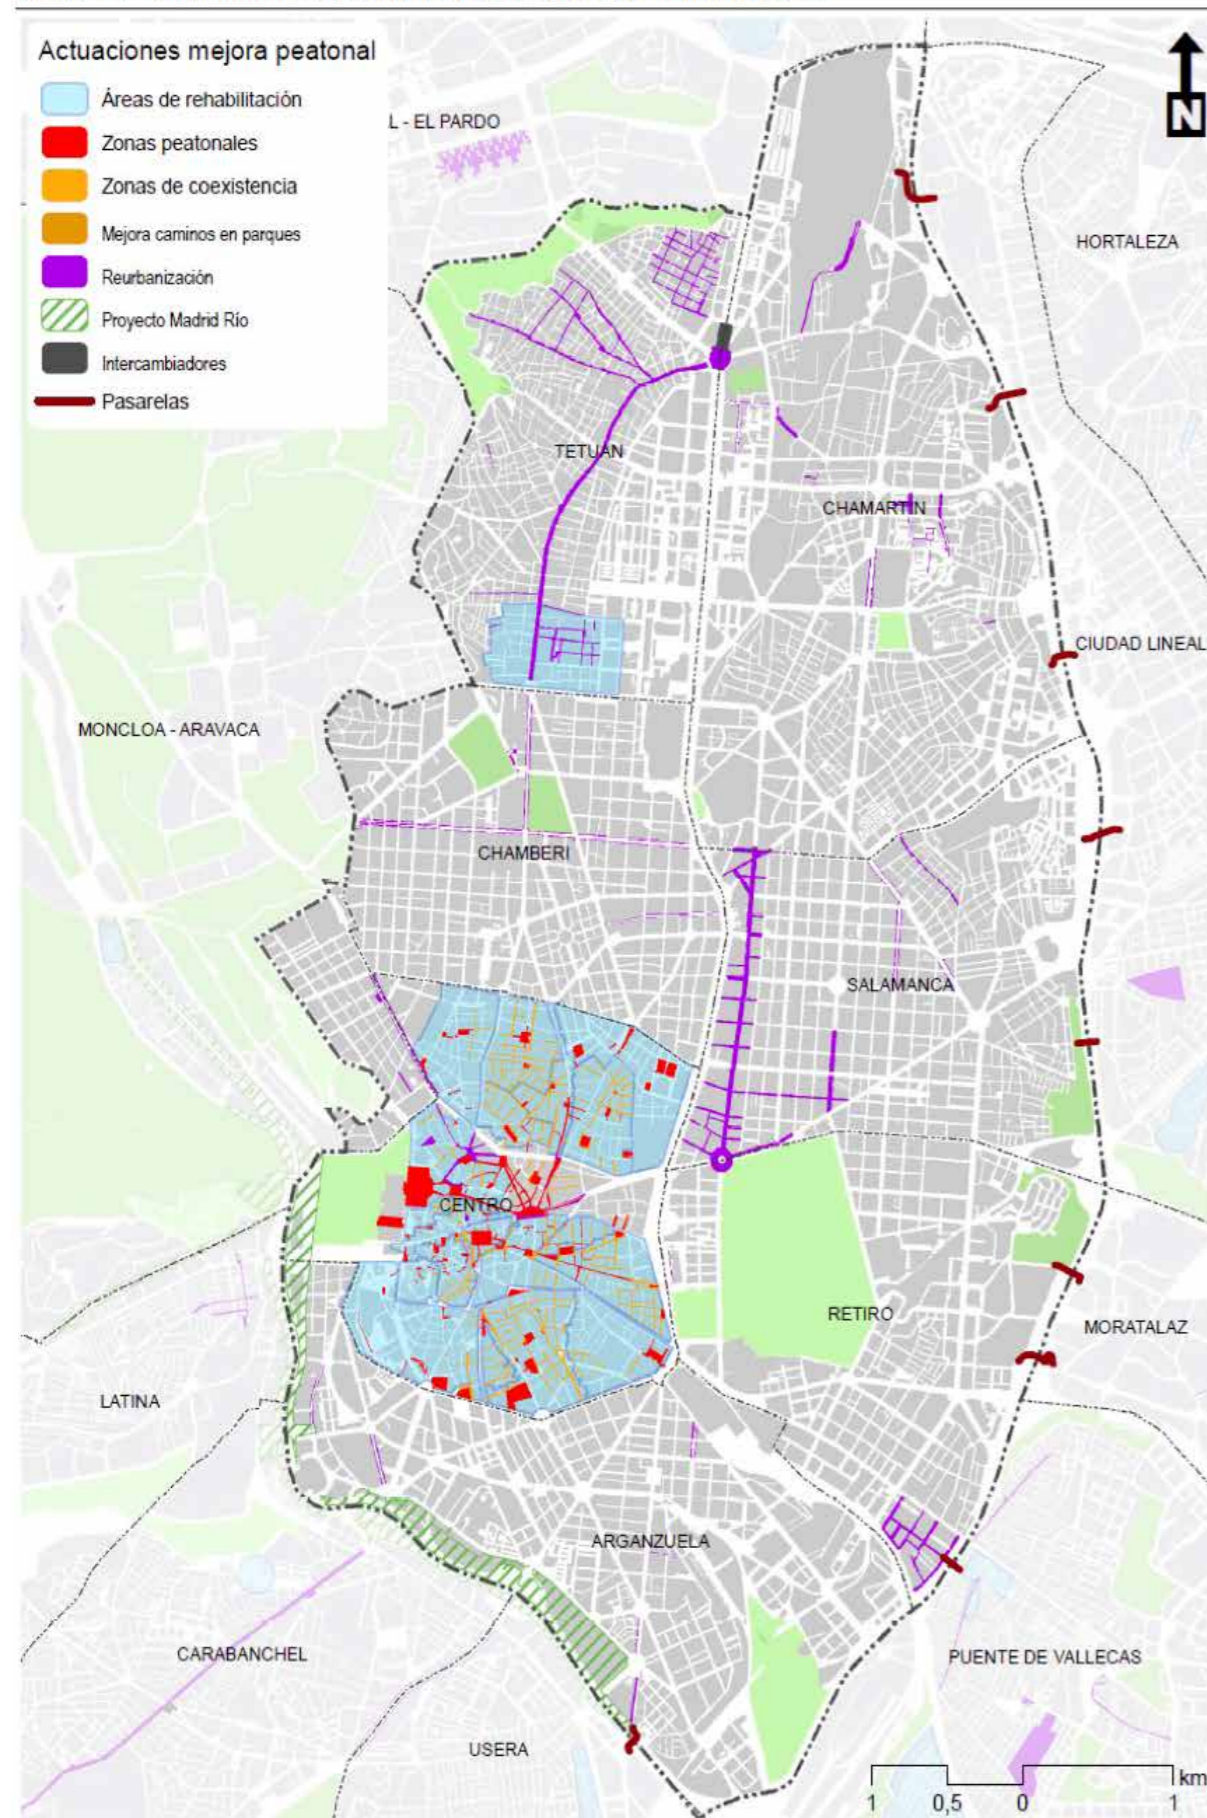 Actuaciones mejora peatonal
Áreas de rehabilitación
Zonas peatonales
Zonas de coexistencia
Mejora caminos en parques
Reurbanización
Proyecto Madrid Río
Intercambiadores
Pasarelas
N
L - EL PARDO
HORTALEZA
TETUAN
CHAMARTIN
CIUDAD LINEAL
MONCLOA - ARAVACA
CHAMBERI
SALAMANCA
CENTRO
RETIRO
MORATALAZ
LATINA
ARGANZUELA
CARABANCHEL
PUENTE DE VALLECAS
USERA
km
1 0,5 0 1